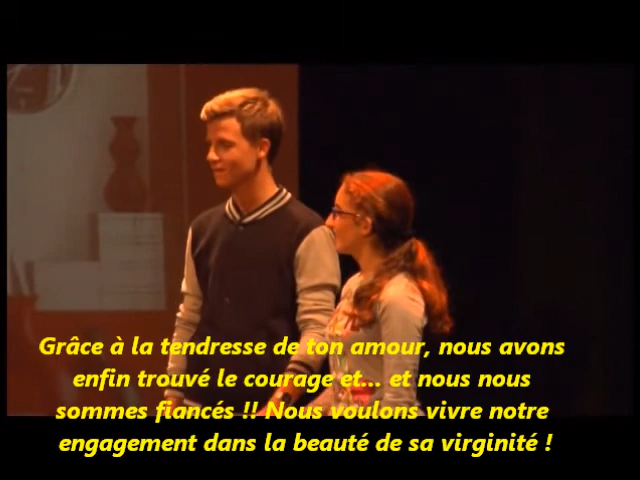 Grâce à la tendresse de ton amour, nous avons
enfin trouvé le courage et... et nous nous
sommes fiancés !! Nous voulons vivre notre
engagement dans la beauté de sa virginité !